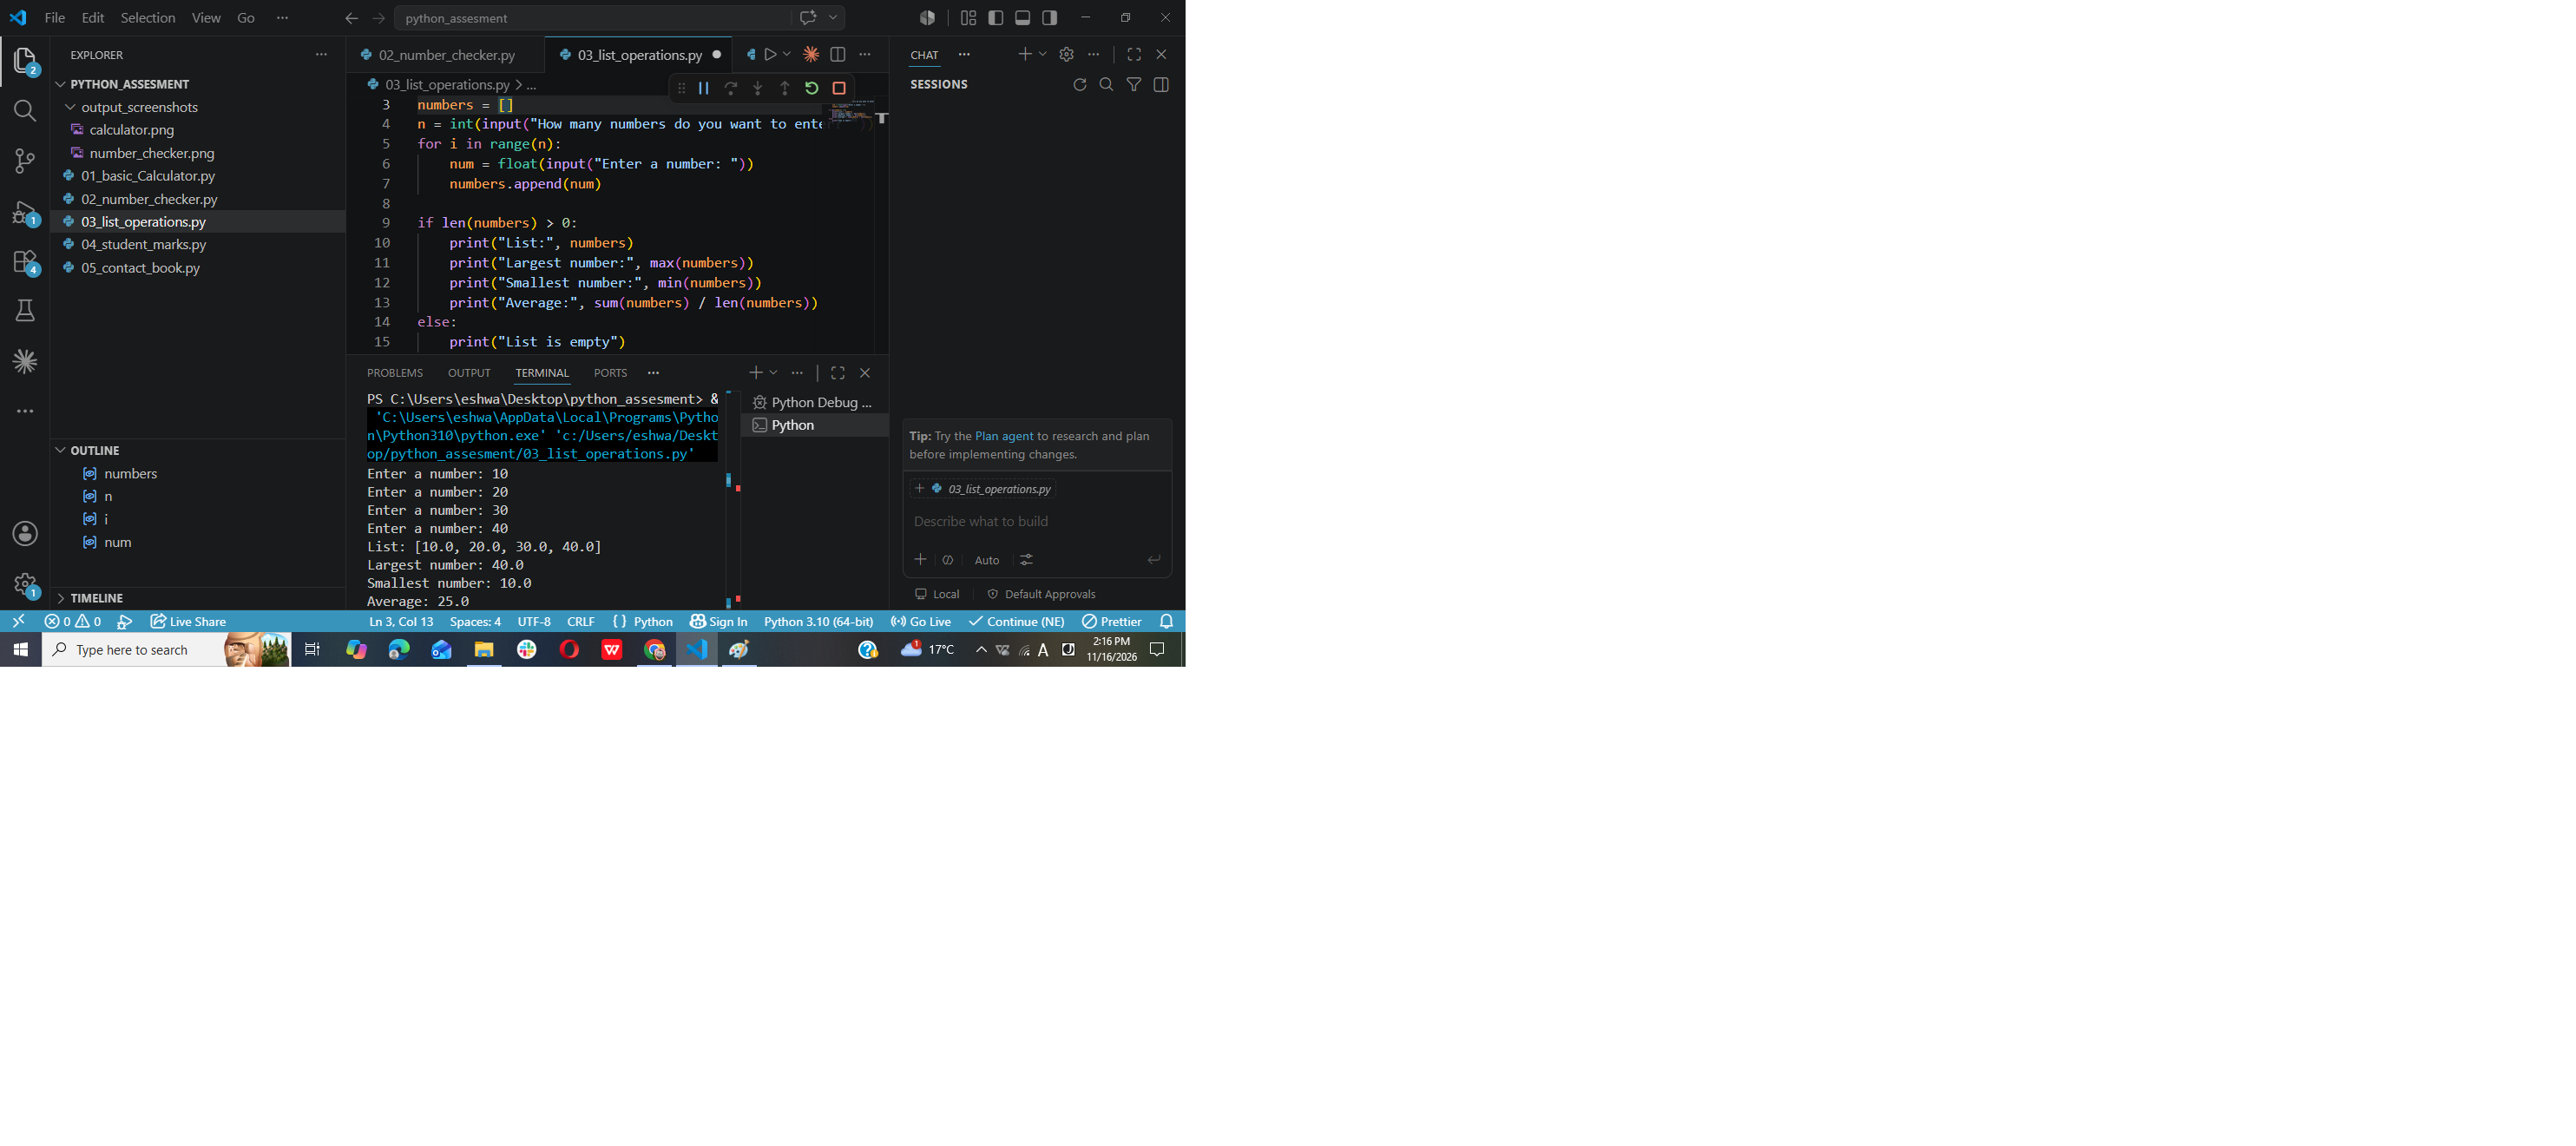 File Edit Selection View Go ... python_assesment
EXPLORER ...
PYTHON_ASSESMENT
output_screenshots
calculator.png
number_checker.png
01_basic_Calculator.py
02_number_checker.py
03_list_operations.py
04_student_marks.py
05_contact_book.py
2
1
4
1
OUTLINE
numbers
n
i
num
TIMELINE
02_number_checker.py 03_list_operations.py
03_list_operations.py > ...
3 numbers = []
4 n = int(input("How many numbers do you want to ente
5 for i in range(n):
6 num = float(input("Enter a number: "))
7 numbers.append(num)
8
9 if len(numbers) > 0:
10 print("List:", numbers)
11 print("Largest number:", max(numbers))
12 print("Smallest number:", min(numbers))
13 print("Average:", sum(numbers) / len(numbers))
14 else:
15 print("List is empty")
PROBLEMS OUTPUT TERMINAL PORTS ...
PS C:\Users\eshwa\Desktop\python_assesment> &
'C:\Users\eshwa\AppData\Local\Programs\Pytho
n\Python310\python.exe' 'c:/Users/eshwa/Deskt
op/python_assesment/03_list_operations.py'
Enter a number: 10
Enter a number: 20
Enter a number: 30
Enter a number: 40
List: [10.0, 20.0, 30.0, 40.0]
Largest number: 40.0
Smallest number: 10.0
Average: 25.0
Python Debug ...
Python
CHAT ...
SESSIONS
Tip: Try the Plan agent to research and plan
before implementing changes.
03_list_operations.py
Describe what to build
Auto
Local Default Approvals
0 0 Live Share Ln 3, Col 13 Spaces: 4 UTF-8 CRLF { } Python Sign In Python 3.10 (64-bit) Go Live Continue (NE) Prettier
Type here to search 1 17°C A 2:16 PM
11/16/2026